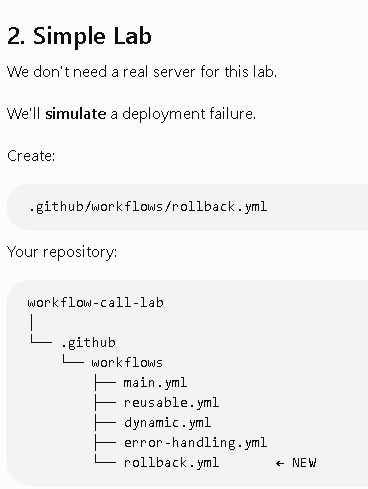 2. Simple Lab
We don't need a real server for this lab.
We'll simulate a deployment failure.
Create:
.github/workflows/rollback.yml
Your repository:
workflow-call-lab
│
└── .github
    └── workflows
        ├── main.yml
        ├── reusable.yml
        ├── dynamic.yml
        ├── error-handling.yml
        └── rollback.yml       ← NEW